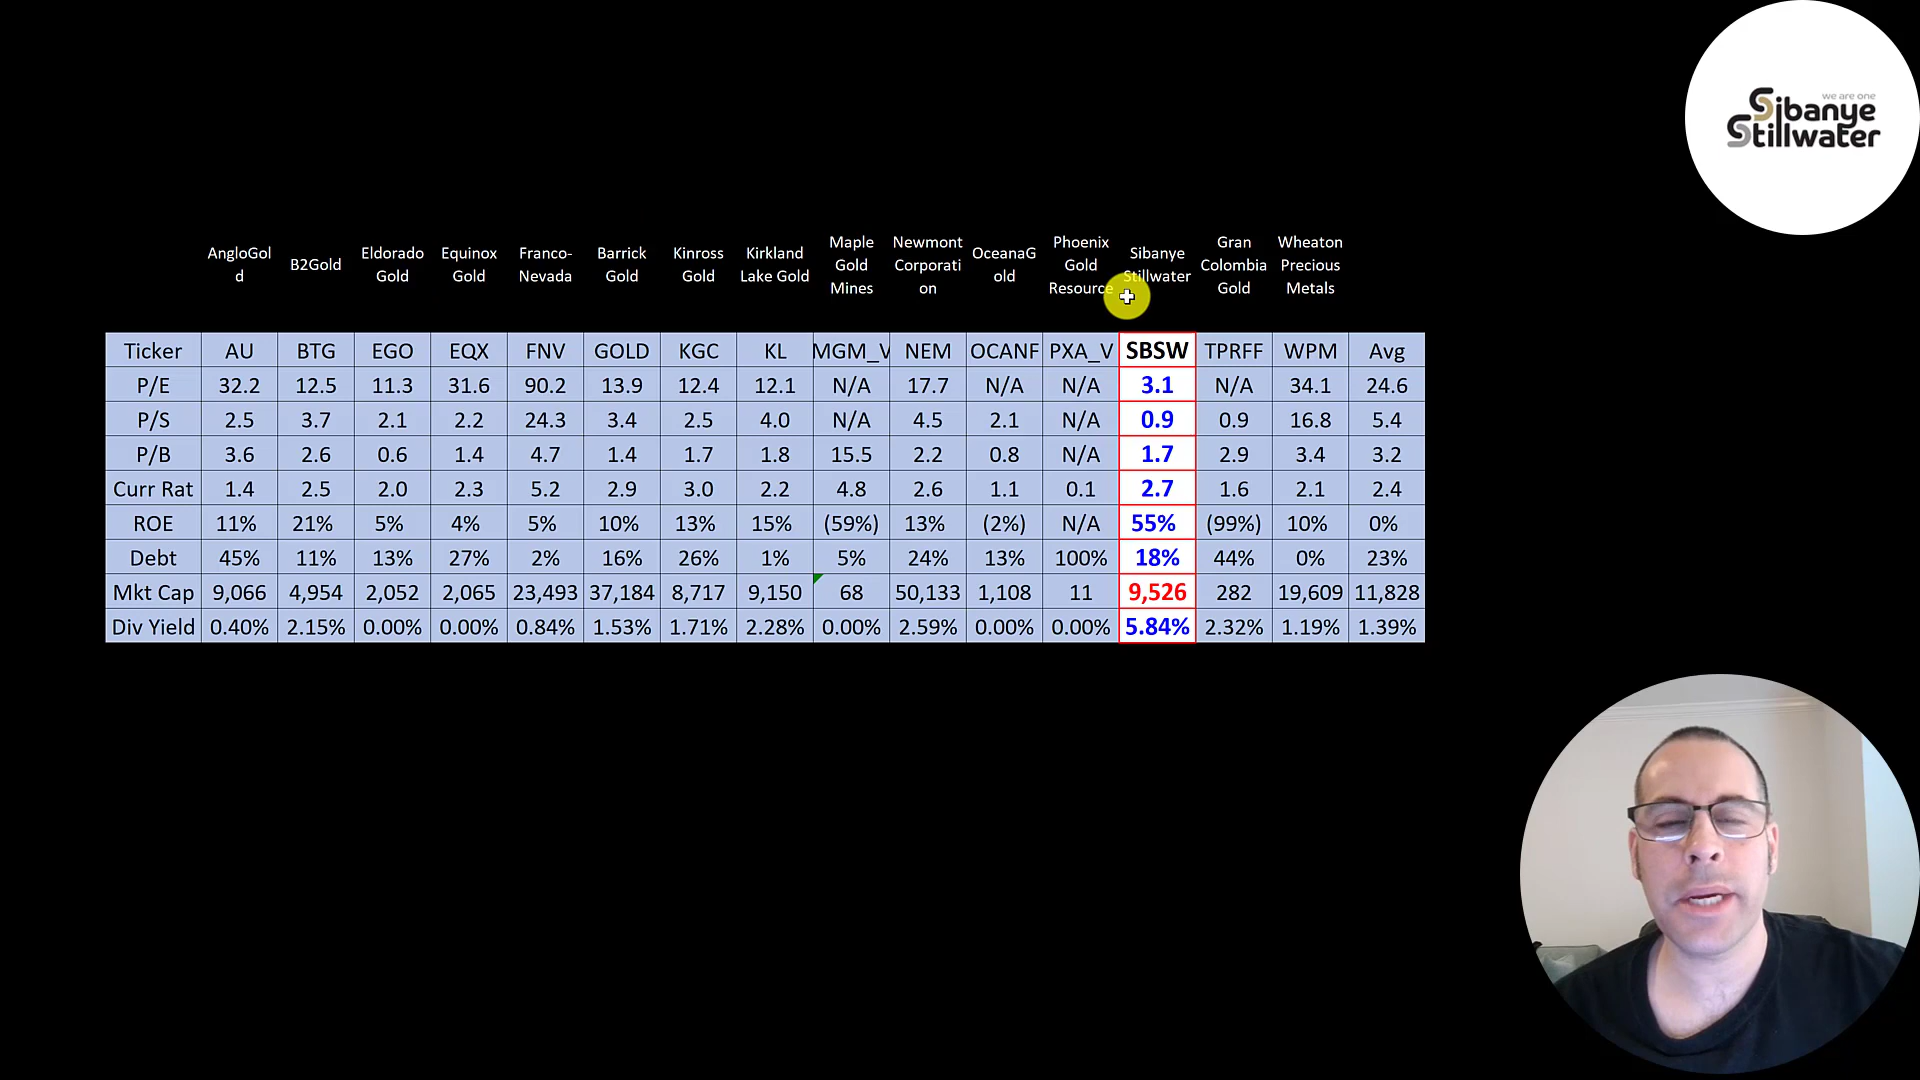 we are one
Sibanye
Stillwater
AngloGol
d
B2Gold
Eldorado
Gold
Equinox
Gold
Franco-
Nevada
Barrick
Gold
Kinross
Gold
Kirkland
Lake Gold
Maple
Gold
Mines
Newmont
Corporati
on
OceanaG
old
Phoenix
Gold
Resource
Sibanye
Stillwater
Gran
Colombia
Gold
Wheaton
Precious
Metals
Ticker AU BTG EGO EQX FNV GOLD KGC KL MGM_V NEM OCANF PXA_V SBSW TPRFF WPM Avg
P/E 32.2 12.5 11.3 31.6 90.2 13.9 12.4 12.1 N/A 17.7 N/A N/A 3.1 N/A 34.1 24.6
P/S 2.5 3.7 2.1 2.2 24.3 3.4 2.5 4.0 N/A 4.5 2.1 N/A 0.9 0.9 16.8 5.4
P/B 3.6 2.6 0.6 1.4 4.7 1.4 1.7 1.8 15.5 2.2 0.8 N/A 1.7 2.9 3.4 3.2
Curr Rat 1.4 2.5 2.0 2.3 5.2 2.9 3.0 2.2 4.8 2.6 1.1 0.1 2.7 1.6 2.1 2.4
ROE 11% 21% 5% 4% 5% 10% 13% 15% (59%) 13% (2%) N/A 55% (99%) 10% 0%
Debt 45% 11% 13% 27% 2% 16% 26% 1% 5% 24% 13% 100% 18% 44% 0% 23%
Mkt Cap 9,066 4,954 2,052 2,065 23,493 37,184 8,717 9,150 68 50,133 1,108 11 9,526 282 19,609 11,828
Div Yield 0.40% 2.15% 0.00% 0.00% 0.84% 1.53% 1.71% 2.28% 0.00% 2.59% 0.00% 0.00% 5.84% 2.32% 1.19% 1.39%